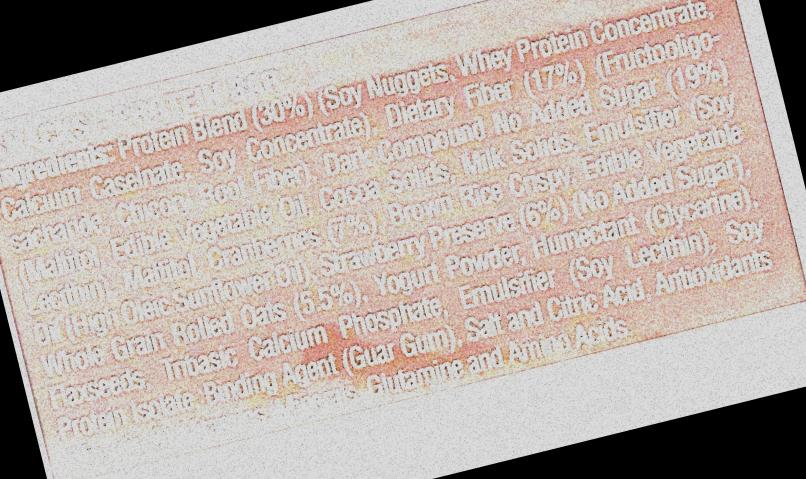 Ingredients: Protein Blend (30%) (Soy Nuggets, Whey Protein Concentrate,
Calcium Caseinate, Soy Concentrate), Dietary Fiber (17%) (Fructooligo-
sacharide, Chicory Root Fiber), Dark Compound No Added Sugar (19%)
(Maltitol, Edible Vegetable Oil, Cocoa Solids, Milk Solids, Emulsifier (Soy
Lecithin), Maltitol, Cranberries (7%), Brown Rice Crispy, Edible Vegetable
Oil (High Oleic Sunflower Oil), Strawberry Preserve (6%) (No Added Sugar),
Whole Grain Rolled Oats (5.5%), Yogurt Powder, Humectant (Glycerine),
Flaxseeds, Tribasic Calcium Phosphate, Emulsifier (Soy Lecithin), Soy
Protein Isolate, Binding Agent (Guar Gum), Salt and Citric Acid, Antioxidants
Glutamine and Amino Acids.